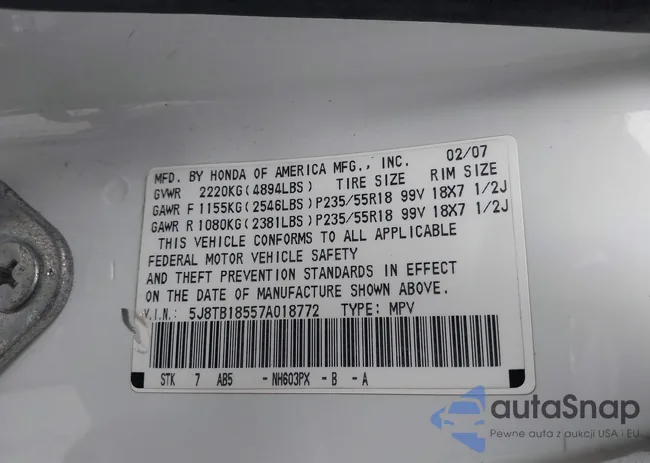 MFD. BY HONDA OF AMERICA MFG., INC. 02/07
GVWR 2220KG(4894LBS) TIRE SIZE RIM SIZE
GAWR F 1155KG(2546LBS)P235/55R18 99V 18X7 1/2J
GAWR R 1080KG(2381LBS)P235/55R18 99V 18X7 1/2J
THIS VEHICLE CONFORMS TO ALL APPLICABLE
FEDERAL MOTOR VEHICLE SAFETY
AND THEFT PREVENTION STANDARDS IN EFFECT
ON THE DATE OF MANUFACTURE SHOWN ABOVE.
V.I.N.: 5J8TB18557A018772 TYPE: MPV
STK 7 AB5 -NH603PX -B -A
autaSnap
Pewne auta z aukcji USA i EU